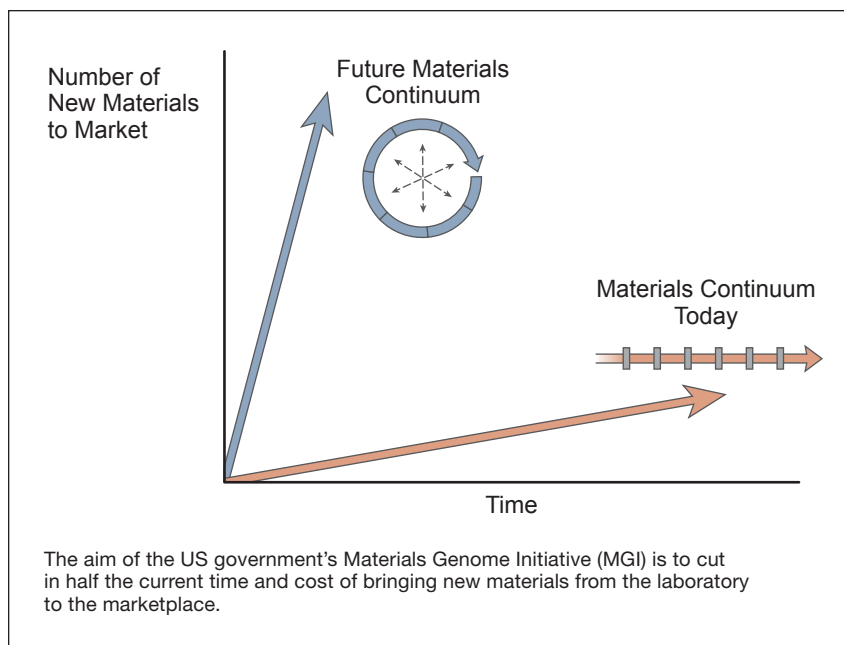 Number of
New Materials
to Market
Future Materials
Continuum
Materials Continuum
Today
Time
The aim of the US government’s Materials Genome Initiative (MGI) is to cut
in half the current time and cost of bringing new materials from the laboratory
to the marketplace.